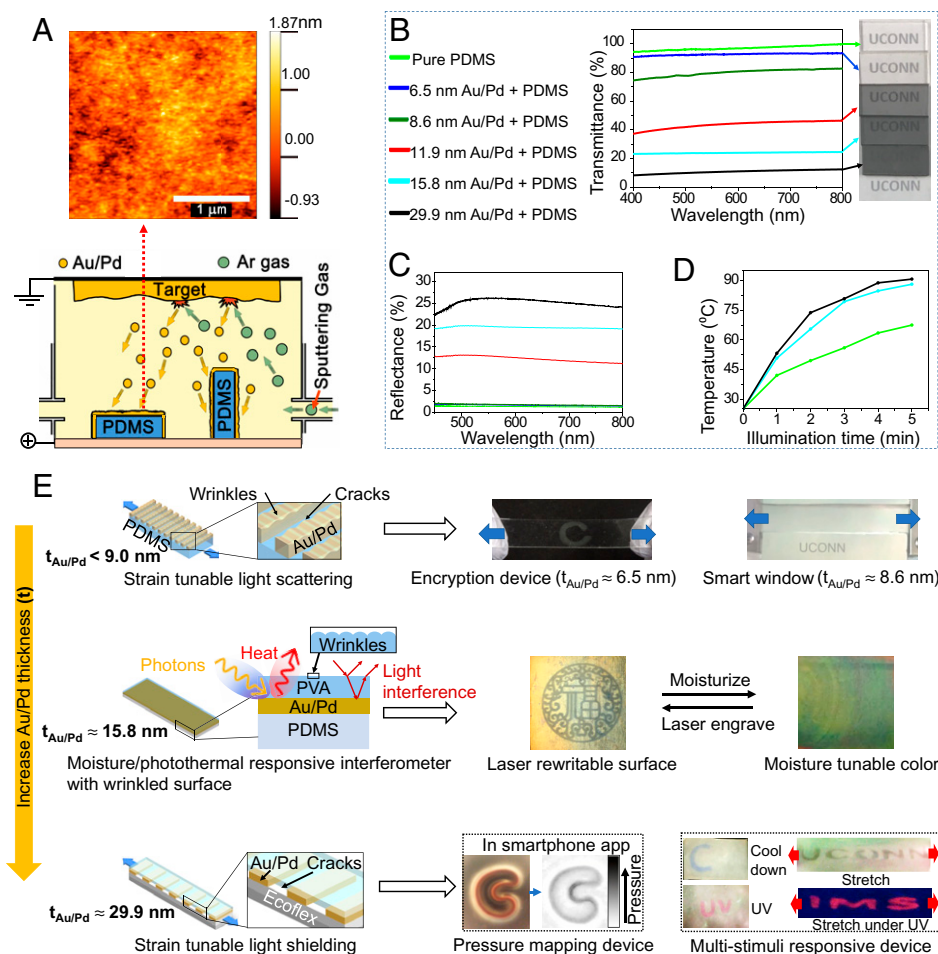 A
1.87nm
1.00
0.00
-0.93
1 μm
Au/Pd
Ar gas
Target
Sputtering Gas
PDMS
PDMS
B
Pure PDMS
6.5 nm Au/Pd + PDMS
8.6 nm Au/Pd + PDMS
11.9 nm Au/Pd + PDMS
15.8 nm Au/Pd + PDMS
29.9 nm Au/Pd + PDMS
Transmittance (%)
100
80
60
40
20
0
400 500 600 700 800
Wavelength (nm)
UCONN
UCONN
UCONN
UCONN
UCONN
C
Reflectance (%)
30
25
20
15
10
5
0
500 600 700 800
Wavelength (nm)
D
Temperature (⁰C)
90
75
60
45
30
0 1 2 3 4 5
Illumination time (min)
E
Increase Au/Pd thickness (t)
Wrinkles
Cracks
PDMS
Au/Pd
t Au/Pd < 9.0 nm
Strain tunable light scattering
C
Encryption device (t Au/Pd ≈ 6.5 nm)
UCONN
Smart window (t Au/Pd ≈ 8.6 nm)
Photons
Heat
Wrinkles
Light
interference
PVA
Au/Pd
PDMS
t Au/Pd ≈ 15.8 nm
Moisture/photothermal responsive interferometer
with wrinkled surface
Laser rewritable surface
Moisturize
Laser engrave
Moisture tunable color
Au/Pd Cracks
Ecoflex
t Au/Pd ≈ 29.9 nm
Strain tunable light shielding
In smartphone app
Pressure
Pressure mapping device
C
Cool
down
UV
UV
UCONN
Stretch
IMS
Stretch under UV
Multi-stimuli responsive device